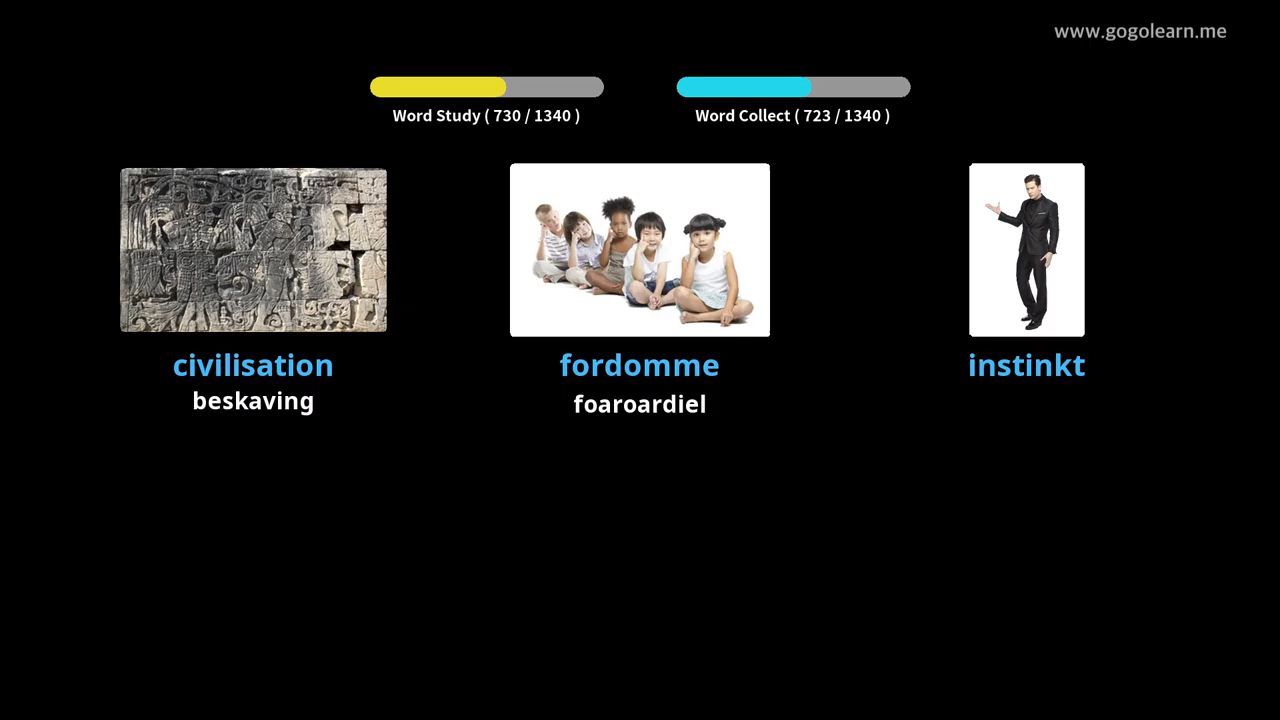 www.gogolearn.me
Word Study ( 730 / 1340 )
Word Collect ( 723 / 1340 )
civilisation
beskaving
fordomme
foaroardiel
instinkt